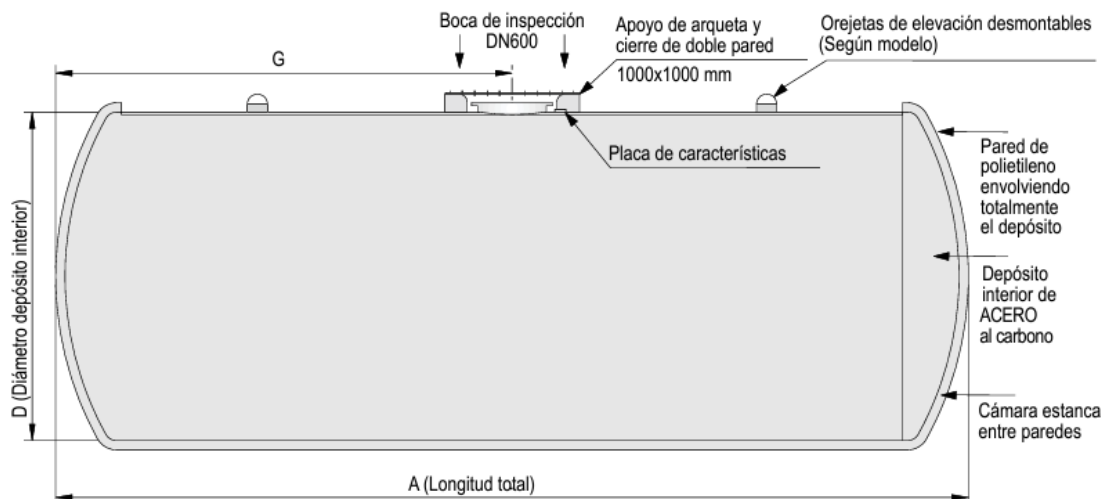 Boca de inspección
DN600
Apoyo de arqueta y
cierre de doble pared
1000x1000 mm
Orejetas de elevación desmontables
(Según modelo)
G
Placa de características
Pared de
polietileno
envolviendo
totalmente
el depósito
D (Diámetro depósito interior)
Depósito
interior de
ACERO
al carbono
Cámara estanca
entre paredes
A (Longitud total)